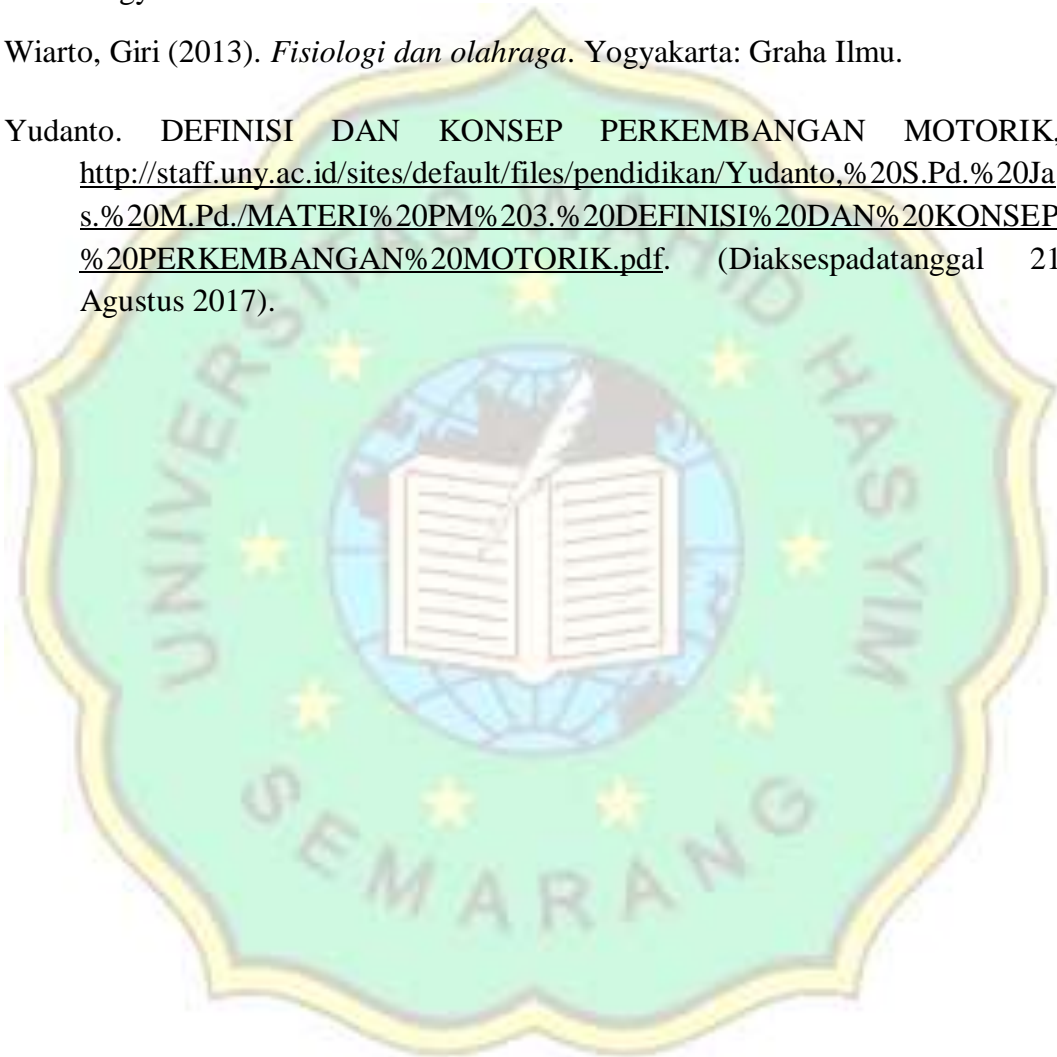 Wiarto, Giri (2013). Fisiologi dan olahraga. Yogyakarta: Graha Ilmu.
Yudanto. DEFINISI DAN KONSEP PERKEMBANGAN MOTORIK,
http://staff.uny.ac.id/sites/default/files/pendidikan/Yudanto,%20S.Pd.%20Ja
s.%20M.Pd./MATERI%20PM%203.%20DEFINISI%20DAN%20KONSEP
%20PERKEMBANGAN%20MOTORIK.pdf. (Diaksespadatanggal 21
Agustus 2017).
UNIVERSITAS WAHID HASYIM
SEMARANG